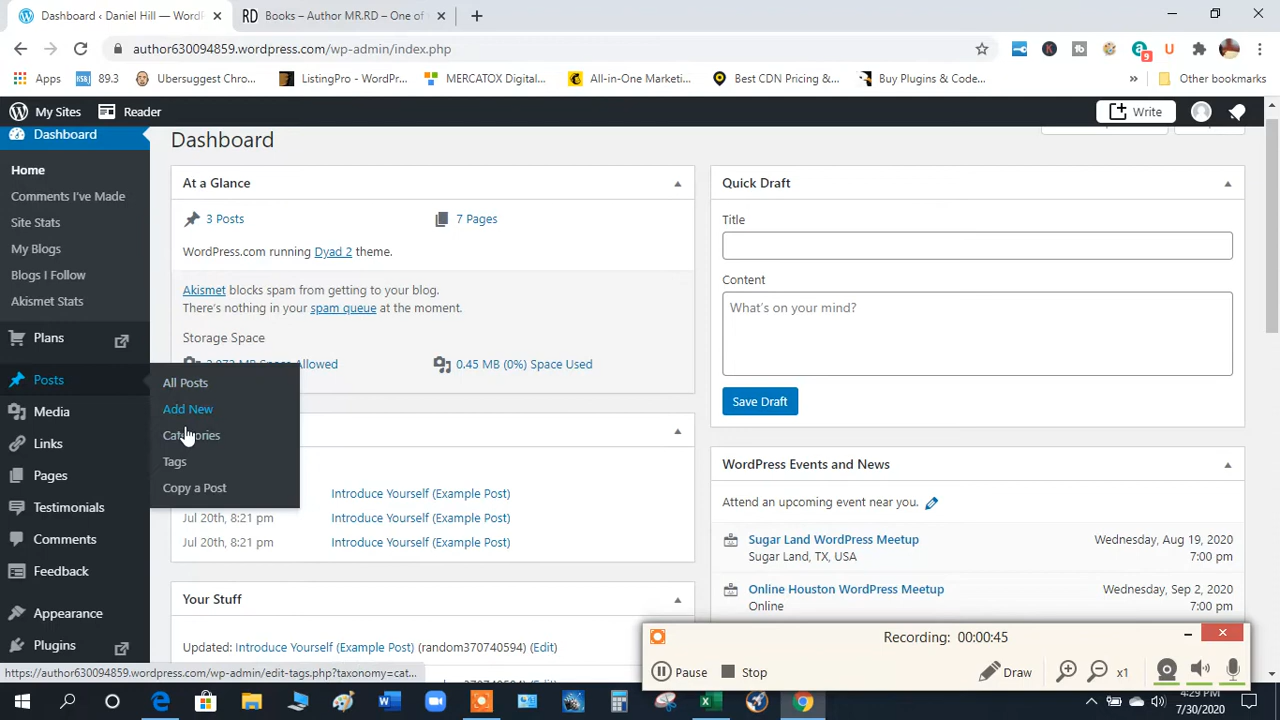 Dashboard ‹ Daniel Hill — WordP
RD Books – Author MR.RD – One of
author630094859.wordpress.com/wp-admin/index.php
9
Apps
KSBJ 89.3
Ubersuggest Chro...
ListingPro - WordPr...
MERCATOX Digital...
All-in-One Marketi...
Best CDN Pricing &...
Buy Plugins & Code...
Other bookmarks
My Sites
Reader
Write
Dashboard
Home
Comments I've Made
Site Stats
My Blogs
Blogs I Follow
Akismet Stats
Plans
Posts
Media
Links
Pages
Testimonials
Comments
Feedback
Appearance
Plugins
All Posts
Add New
Categories
Tags
Copy a Post
Dashboard
At a Glance
3 Posts
7 Pages
WordPress.com running Dyad 2 theme.
Akismet blocks spam from getting to your blog.
There's nothing in your spam queue at the moment.
Storage Space
Space Allowed
0.45 MB (0%) Space Used
Introduce Yourself (Example Post)
Jul 20th, 8:21 pm Introduce Yourself (Example Post)
Jul 20th, 8:21 pm Introduce Yourself (Example Post)
Your Stuff
Updated: Introduce Yourself (Example Post) (random370740594) (Edit)
Quick Draft
Title
Content
What's on your mind?
Save Draft
WordPress Events and News
Attend an upcoming event near you.
Sugar Land WordPress Meetup
Wednesday, Aug 19, 2020
Sugar Land, TX, USA
7:00 pm
Online Houston WordPress Meetup
Wednesday, Sep 2, 2020
Online
7:00 pm
Recording: 00:00:45
Pause
Stop
Draw
x1
https://author630094859.wordpress.com/wp-admin/edit-tags.php?taxonomy=cat...
4:29 PM
7/30/2020